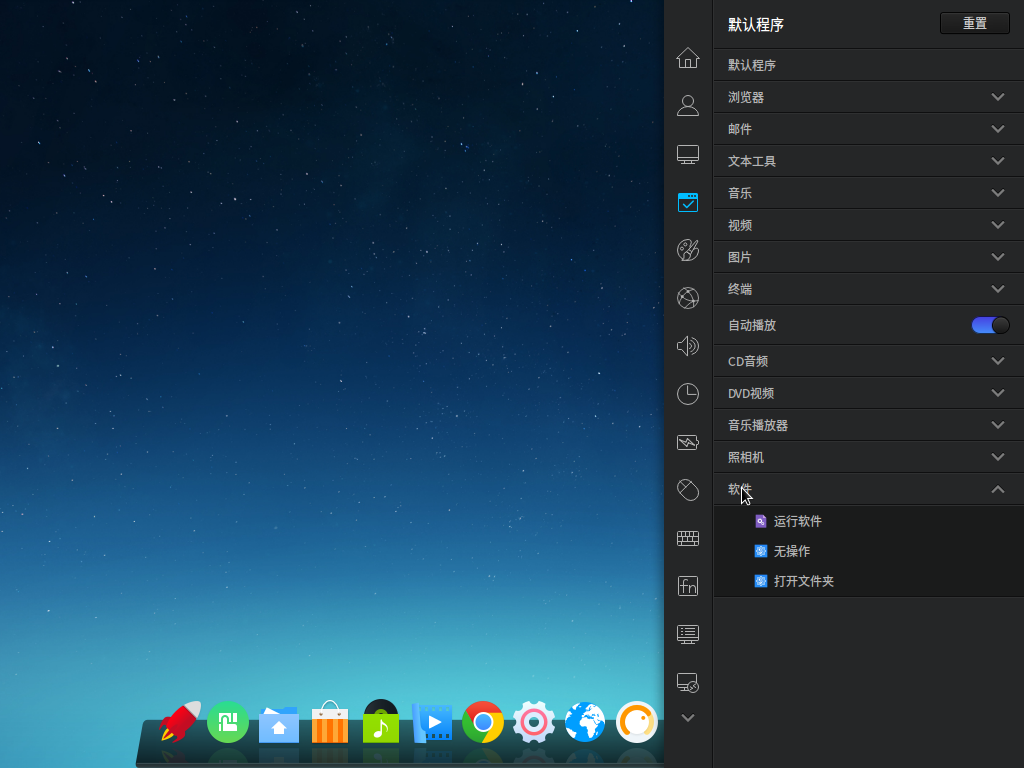 默认程序
重置
默认程序
浏览器
邮件
文本工具
音乐
视频
图片
终端
自动播放
CD音频
DVD视频
音乐播放器
照相机
软件
运行软件
无操作
打开文件夹
fn